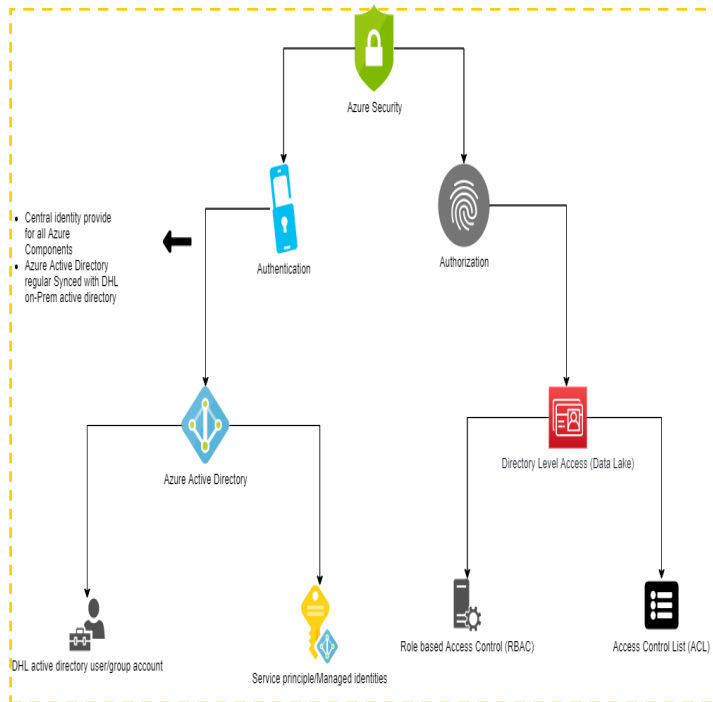 Azure Security
Authentication
Authorization
• Central identity provide
for all Azure
Components
• Azure Active Directory
regular Synced with DHL
on-Prem active directory
Azure Active Directory
Directory Level Access (Data Lake)
DHL active directory user/group account
Service principle/Managed identities
Role based Access Control (RBAC)
Access Control List (ACL)